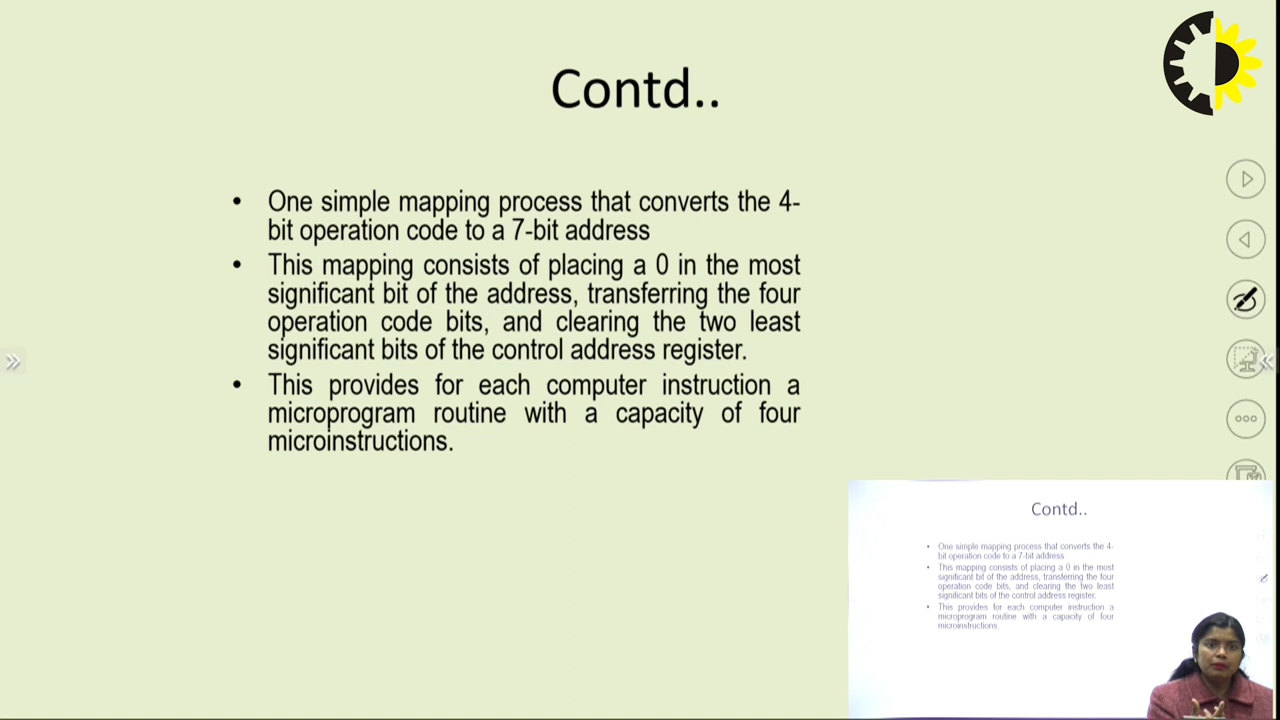 Contd..
• One simple mapping process that converts the 4-
bit operation code to a 7-bit address
• This mapping consists of placing a 0 in the most
significant bit of the address, transferring the four
operation code bits, and clearing the two least
significant bits of the control address register.
• This provides for each computer instruction a
microprogram routine with a capacity of four
microinstructions.
Contd..
• One simple mapping process that converts the 4-
bit operation code to a 7-bit address
• This mapping consists of placing a 0 in the most
significant bit of the address, transferring the four
operation code bits, and clearing the two least
significant bits of the control address register.
• This provides for each computer instruction a
microprogram routine with a capacity of four
microinstructions.